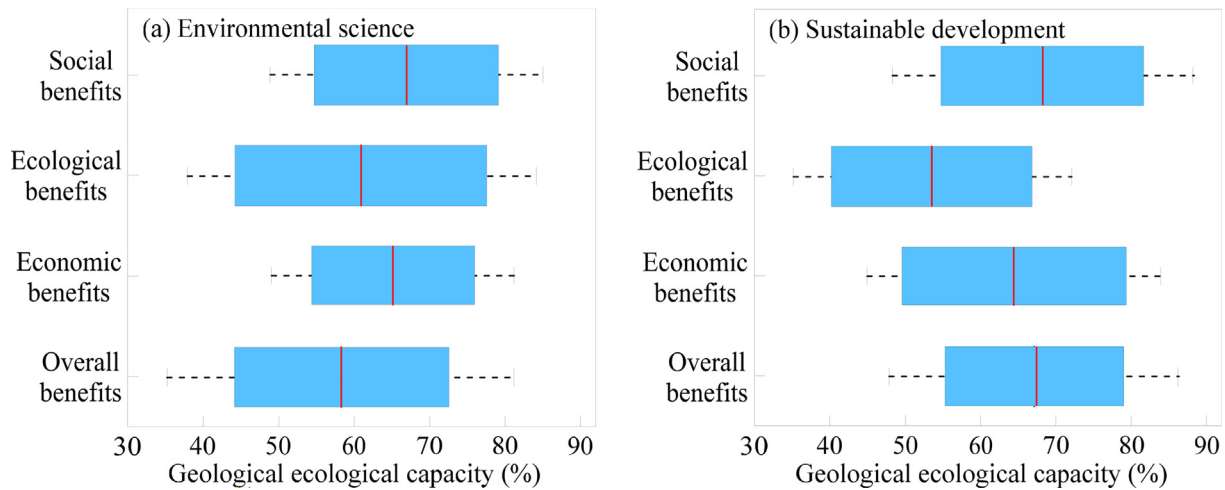 (a) Environmental science
Social
benefits
Ecological
benefits
Economic
benefits
Overall
benefits
30 40 50 60 70 80 90
Geological ecological capacity (%)
(b) Sustainable development
Social
benefits
Ecological
benefits
Economic
benefits
Overall
benefits
30 40 50 60 70 80 90
Geological ecological capacity (%)